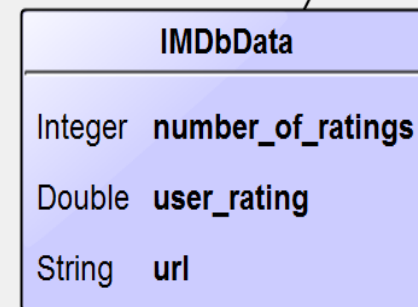 IMDbData
Integer number_of_ratings
Double user_rating
String url